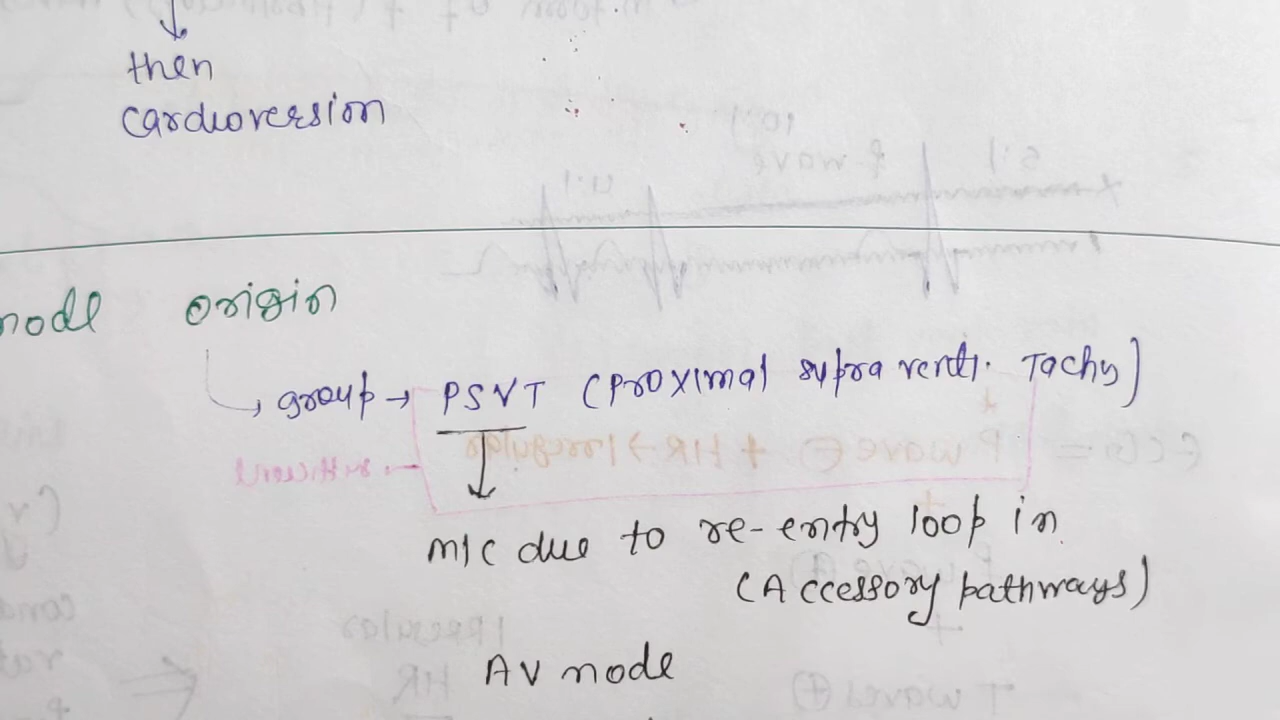 then
cardioversion
node origin
group → PSVT (Proximal supra ventri. Tachy)
m/c due to re-entry loop in
(Accessory pathways)
AV node